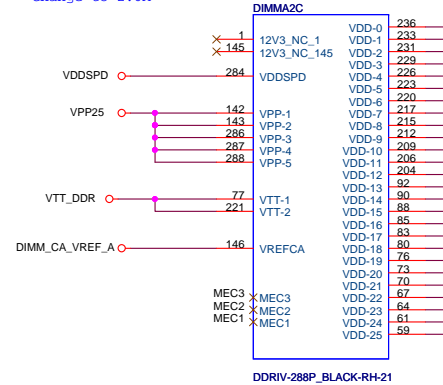 DIMMA2C
1 12V3_NC_1 VDD-0 236
145 12V3_NC_145 VDD-1 233
VDD-2 231
VDD-3 229
VDDSPD 284 VDDSPD VDD-4 226
VDD-5 223
VDD-6 220
VPP25 142 VPP-1 VDD-7 217
143 VPP-2 VDD-8 215
286 VPP-3 VDD-9 212
287 VPP-4 VDD-10 209
288 VPP-5 VDD-11 206
VDD-12 204
VDD-13 92
VTT_DDR 77 VTT-1 VDD-14 90
221 VTT-2 VDD-15 88
VDD-16 85
VDD-17 83
DIMM_CA_VREF_A 146 VREFCA VDD-18 80
VDD-19 76
VDD-20 73
VDD-21 70
MEC3 MEC3 VDD-22 67
MEC2 MEC2 VDD-23 64
MEC1 MEC1 VDD-24 61
VDD-25 59
DDRIV-288P_BLACK-RH-21